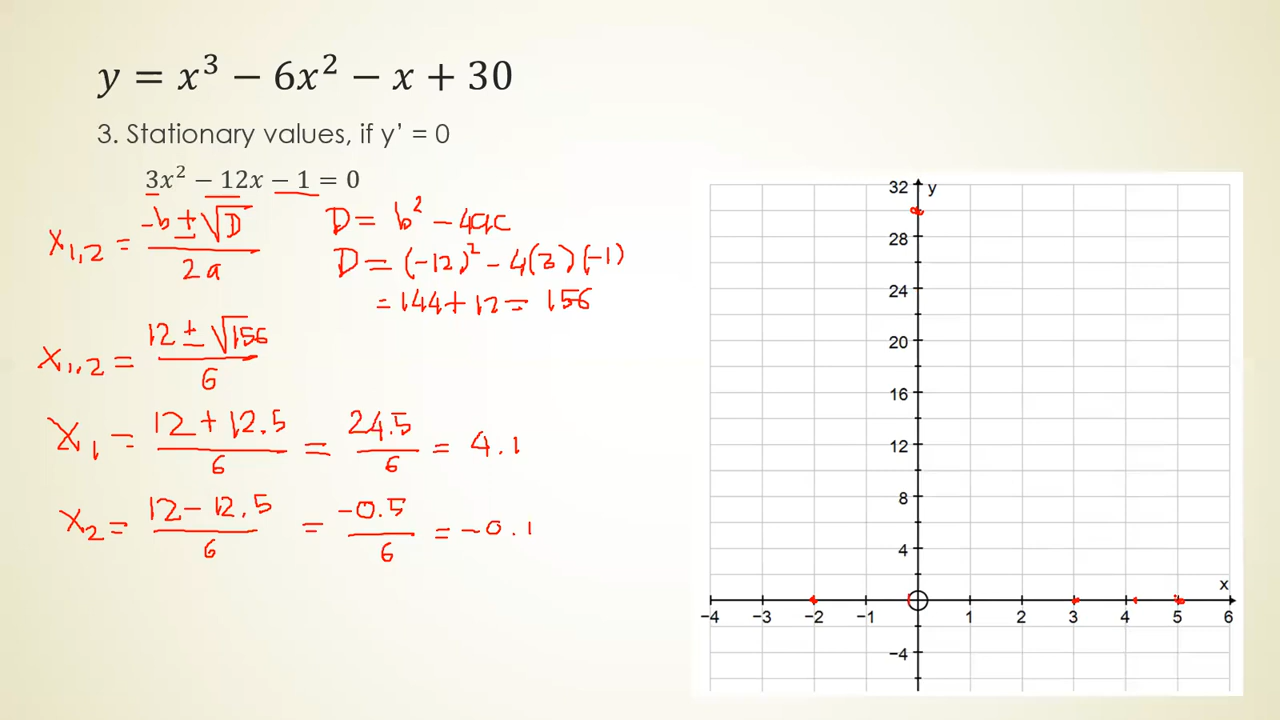 y = x³ − 6x² − x + 30
3. Stationary values, if y’ = 0
3x² − 12x − 1 = 0
x₁,₂ = (-b ± √D) / 2a
D = b² − 4ac
D = (−12)² − 4(3)(−1)
= 144 + 12 = 156
x₁,₂ = (12 ± √156) / 6
x₁ = (12 + 12.5) / 6 = 24.5 / 6 = 4.1
x₂ = (12 − 12.5) / 6 = −0.5 / 6 = −0.1
32 y
28
24
20
16
12
8
4
x
−4 −3 −2 −1 1 2 3 4 5 6
−4